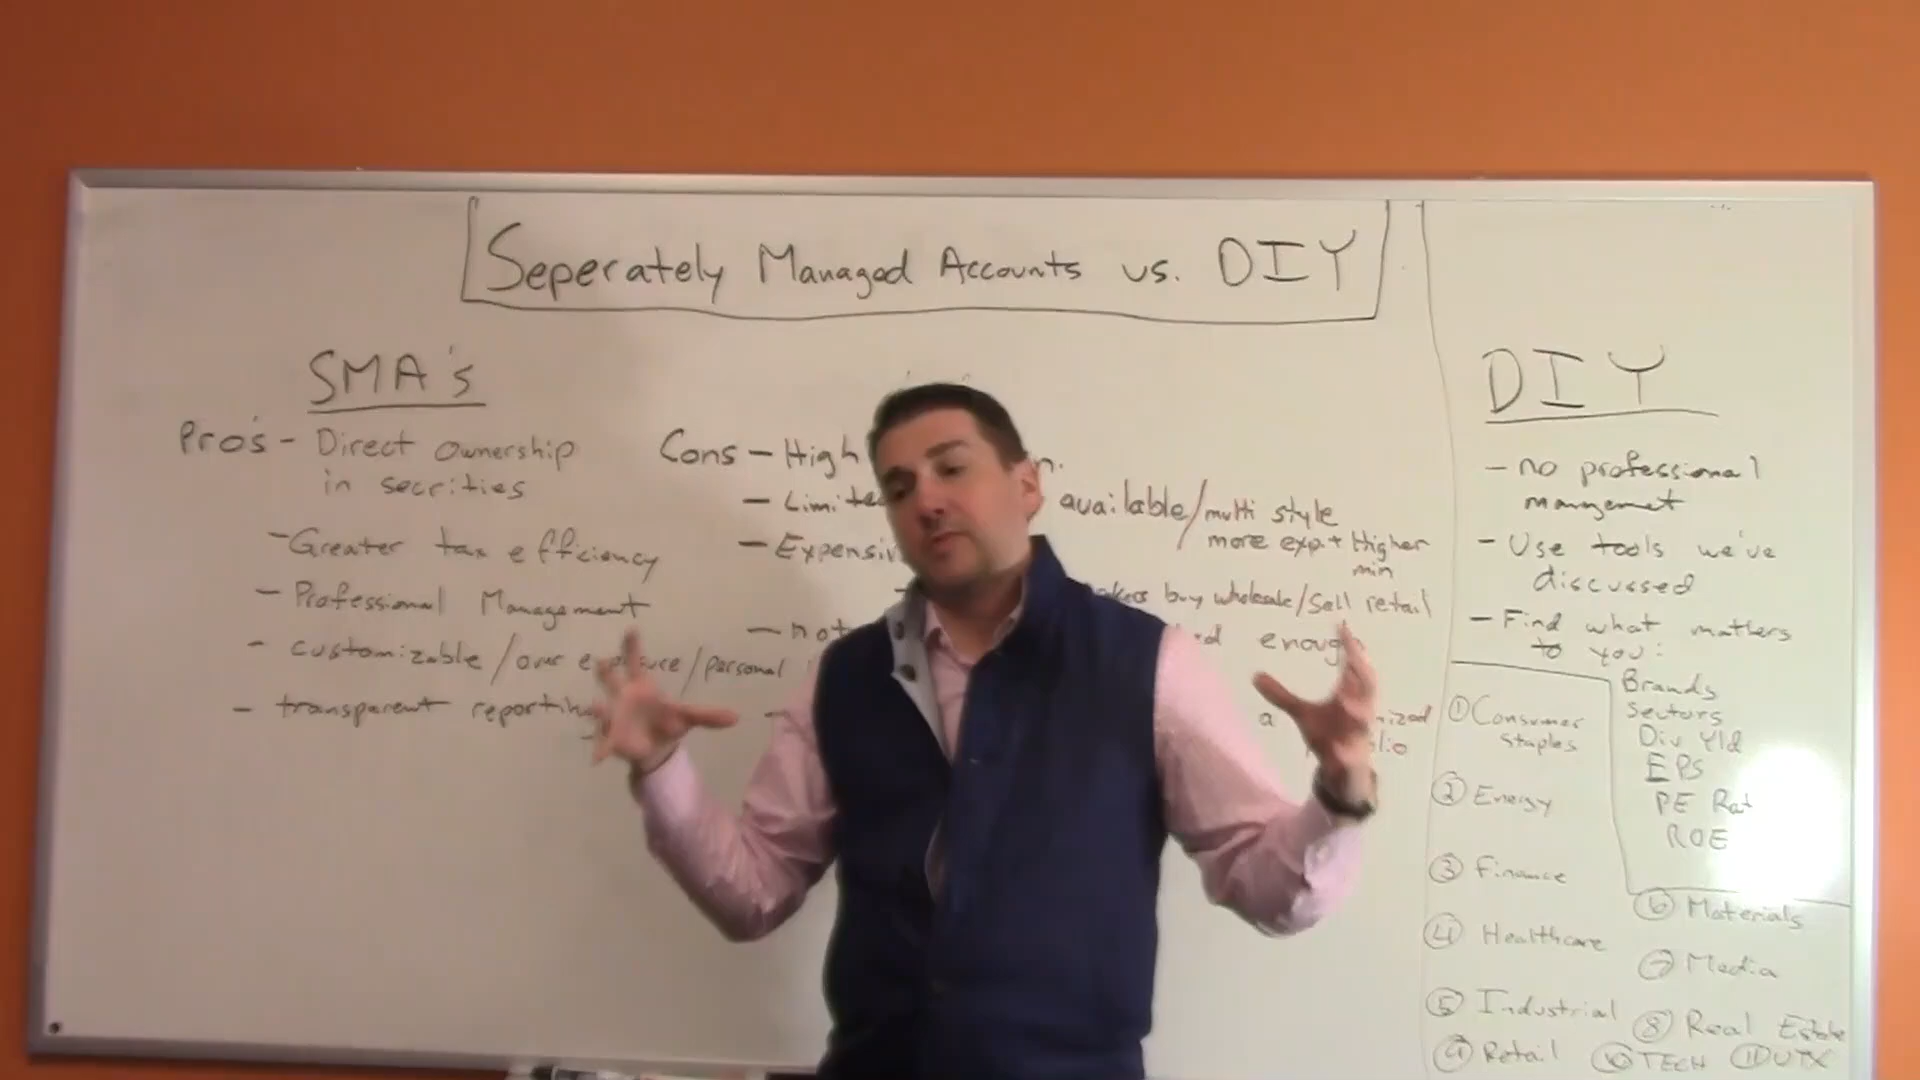 Seperately Managed Accounts vs. DIY
SMA's
Pro's - Direct ownership
in secrities
- Greater tax efficiency
- Professional Management
- customizable / over exposure / personal
- transparent reporting
Cons - High
- Limited available / multi style
more exp. + Higher
min
- Expensive
buy wholesale / sell retail
- not enough
a
DIY
- no professional
management
- Use tools we've
discussed
- Find what matters
to you:
Brands
Sectors
Div Yld
EPS
PE Rat
ROE
① Consumer
Staples
② Energy
③ Finance
④ Healthcare
⑤ Industrial
⑥ Materials
⑦ Media
⑧ Real Estate
⑨ Retail
⑩ TECH
⑪ UTX